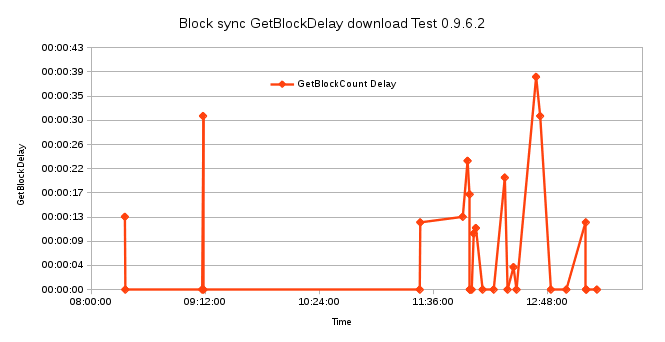 Block sync GetBlockDelay download Test 0.9.6.2
00:00:43
00:00:39
00:00:35
00:00:30
00:00:26
00:00:22
00:00:17
00:00:13
00:00:09
00:00:04
00:00:00
GetBlockDelay
GetBlockCount Delay
08:00:00 09:12:00 10:24:00 11:36:00 12:48:00
Time